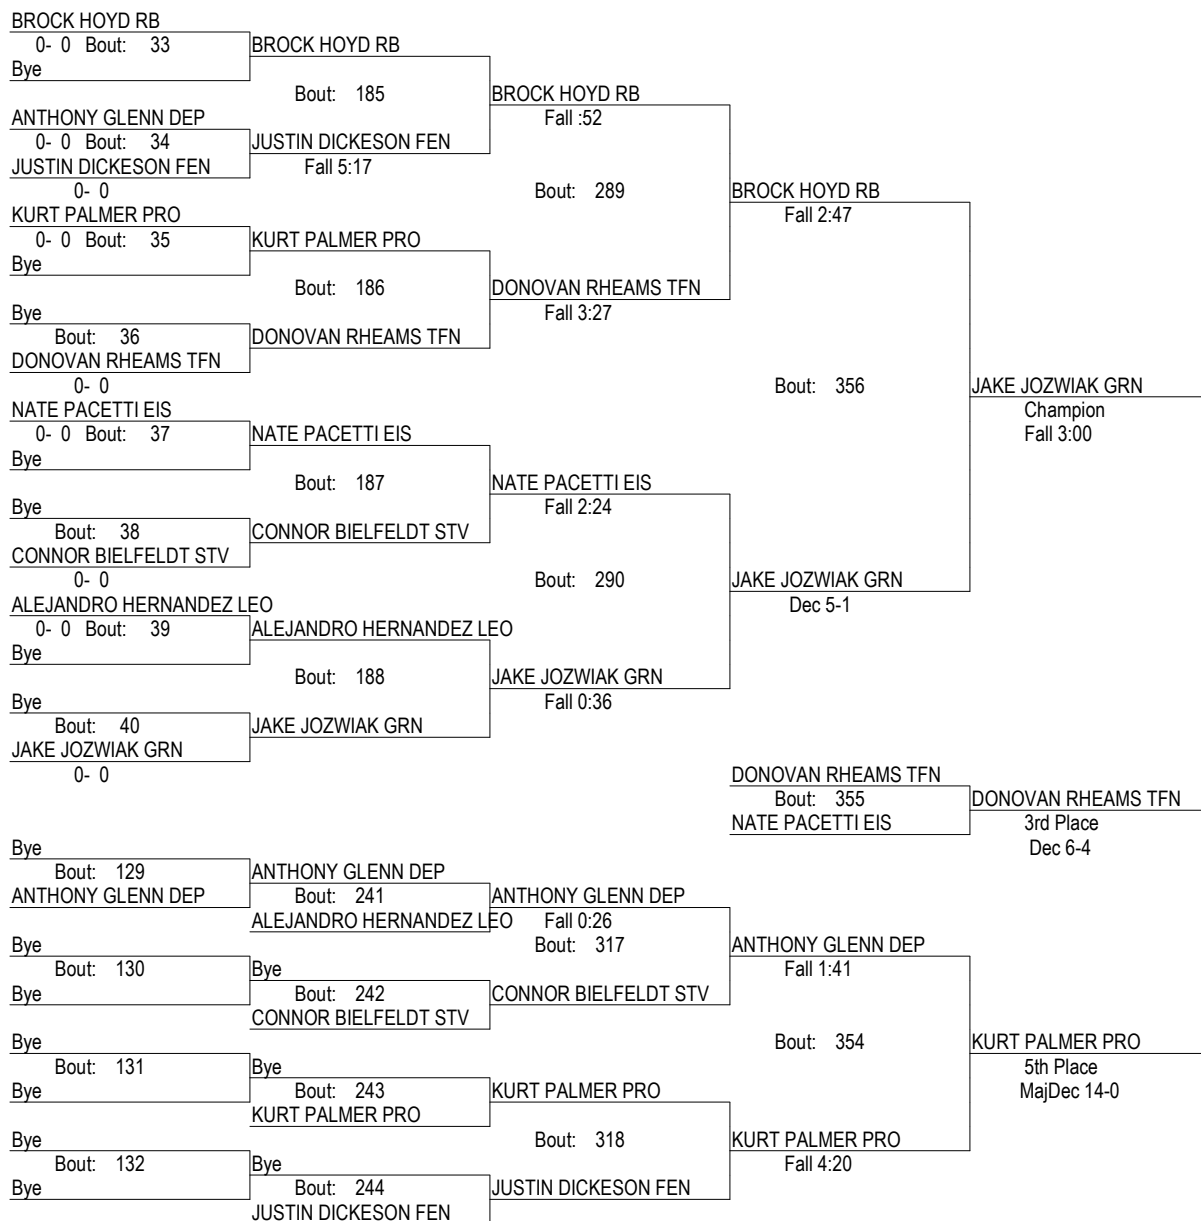 BROCK HOYD RB
0- 0 Bout: 33
BROCK HOYD RB
Bye
Bout: 185
BROCK HOYD RB
ANTHONY GLENN DEP
Fall :52
0- 0 Bout: 34
JUSTIN DICKESON FEN
JUSTIN DICKESON FEN
Fall 5:17
0- 0
Bout: 289
BROCK HOYD RB
KURT PALMER PRO
Fall 2:47
0- 0 Bout: 35
KURT PALMER PRO
Bye
Bout: 186
DONOVAN RHEAMS TFN
Bye
Fall 3:27
Bout: 36
DONOVAN RHEAMS TFN
DONOVAN RHEAMS TFN
0- 0
Bout: 356
JAKE JOZWIAK GRN
NATE PACETTI EIS
Champion
0- 0 Bout: 37
NATE PACETTI EIS
Fall 3:00
Bye
Bout: 187
NATE PACETTI EIS
Bye
Fall 2:24
Bout: 38
CONNOR BIELFELDT STV
CONNOR BIELFELDT STV
0- 0
Bout: 290
JAKE JOZWIAK GRN
ALEJANDRO HERNANDEZ LEO
Dec 5-1
0- 0 Bout: 39
ALEJANDRO HERNANDEZ LEO
Bye
Bout: 188
JAKE JOZWIAK GRN
Bye
Fall 0:36
Bout: 40
JAKE JOZWIAK GRN
JAKE JOZWIAK GRN
0- 0
DONOVAN RHEAMS TFN
Bout: 355
DONOVAN RHEAMS TFN
NATE PACETTI EIS
3rd Place
Dec 6-4
Bye
Bout: 129
ANTHONY GLENN DEP
ANTHONY GLENN DEP
Bout: 241
ANTHONY GLENN DEP
ALEJANDRO HERNANDEZ LEO
Fall 0:26
Bye
Bout: 317
ANTHONY GLENN DEP
Bout: 130
Bye
Fall 1:41
Bye
Bout: 242
CONNOR BIELFELDT STV
CONNOR BIELFELDT STV
Bye
Bout: 354
KURT PALMER PRO
Bout: 131
Bye
5th Place
Bye
Bout: 243
KURT PALMER PRO
MajDec 14-0
KURT PALMER PRO
Bye
Bout: 318
KURT PALMER PRO
Bout: 132
Bye
Fall 4:20
Bye
Bout: 244
JUSTIN DICKESON FEN
JUSTIN DICKESON FEN